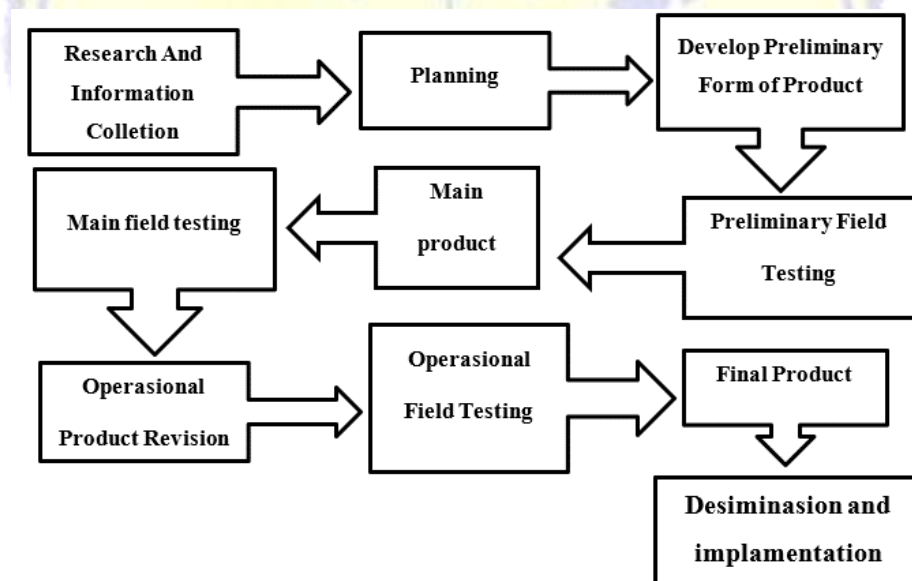 Research And
Information
Colletion
Planning
Develop Preliminary
Form of Product
Preliminary Field
Testing
Main
product
Main field testing
Operasional
Product Revision
Operasional
Field Testing
Final Product
Desiminasion and
implamentation